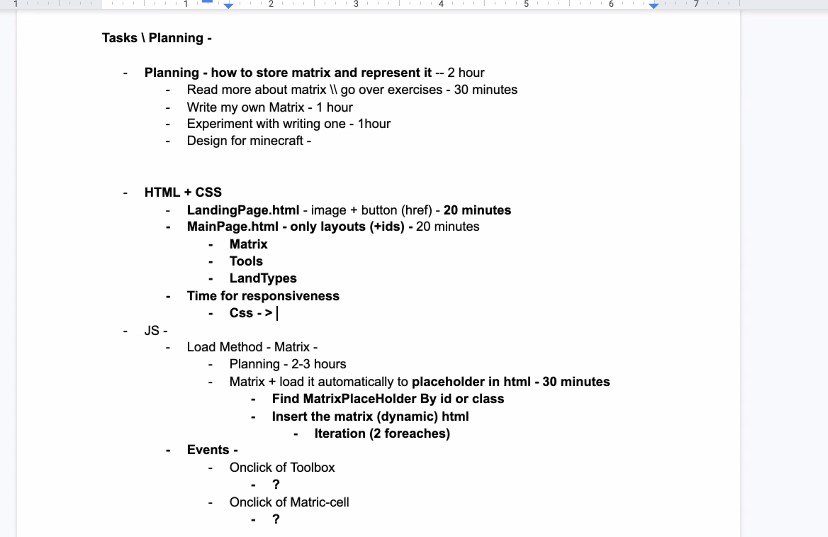 1 1 2 3 4 5 6 7
Tasks \ Planning -
- Planning - how to store matrix and represent it -- 2 hour
- Read more about matrix \\ go over exercises - 30 minutes
- Write my own Matrix - 1 hour
- Experiment with writing one - 1hour
- Design for minecraft -
- HTML + CSS
- LandingPage.html - image + button (href) - 20 minutes
- MainPage.html - only layouts (+ids) - 20 minutes
- Matrix
- Tools
- LandTypes
- Time for responsiveness
- Css - >
- JS -
- Load Method - Matrix -
- Planning - 2-3 hours
- Matrix + load it automatically to placeholder in html - 30 minutes
- Find MatrixPlaceHolder By id or class
- Insert the matrix (dynamic) html
- Iteration (2 foreaches)
- Events -
- Onclick of Toolbox
- ?
- Onclick of Matric-cell
- ?